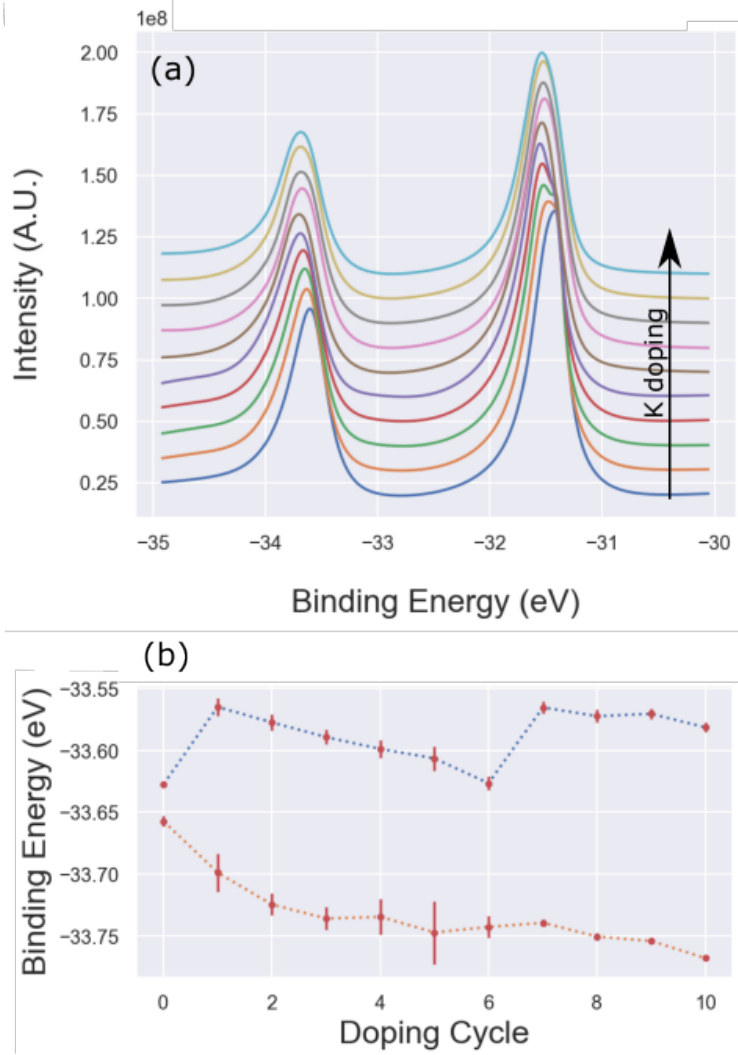 1e8
(a)
2.00
1.75
1.50
1.25
1.00
0.75
0.50
0.25
Intensity (A.U.)
K doping
−35 −34 −33 −32 −31 −30
Binding Energy (eV)
(b)
−33.55
−33.60
−33.65
−33.70
−33.75
Binding Energy (eV)
0 2 4 6 8 10
Doping Cycle